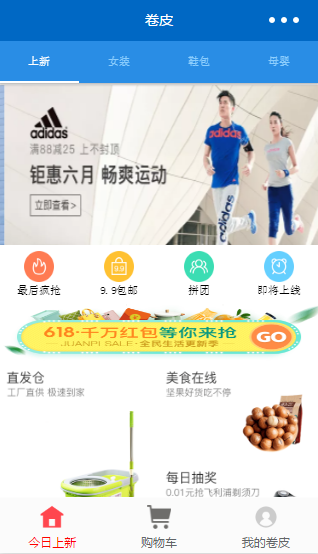 卷皮
上新 女装 鞋包 母婴
adidas
满88减25 上不封顶
钜惠六月 畅爽运动
立即查看>
adidas
9.9
最后疯抢 9.9包邮 拼团 即将上线
618·千万红包等你来抢
JUANPI SALE·全民生活更新季
GO
直发仓
工厂直供 极速到家
美食在线
坚果好货吃不停
每日抽奖
0.01元抢飞利浦剃须刀
今日上新 购物车 我的卷皮